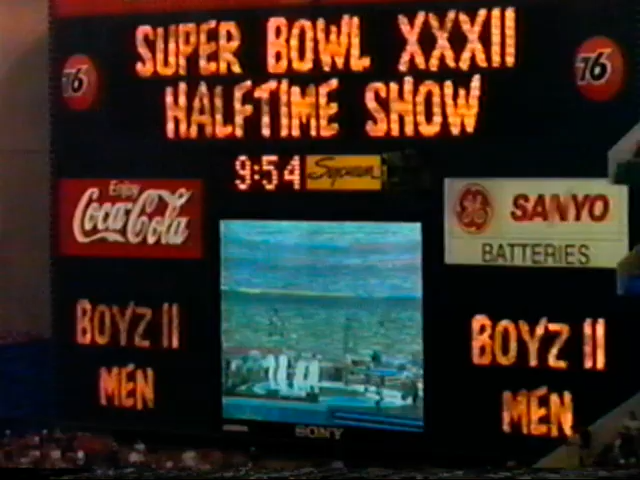 SUPER BOWL XXXII
HALFTIME SHOW
76
76
9:54
Enjoy
Coca-Cola
GE SANYO
BATTERIES
BOYZ II
MEN
BOYZ II
MEN
SONY